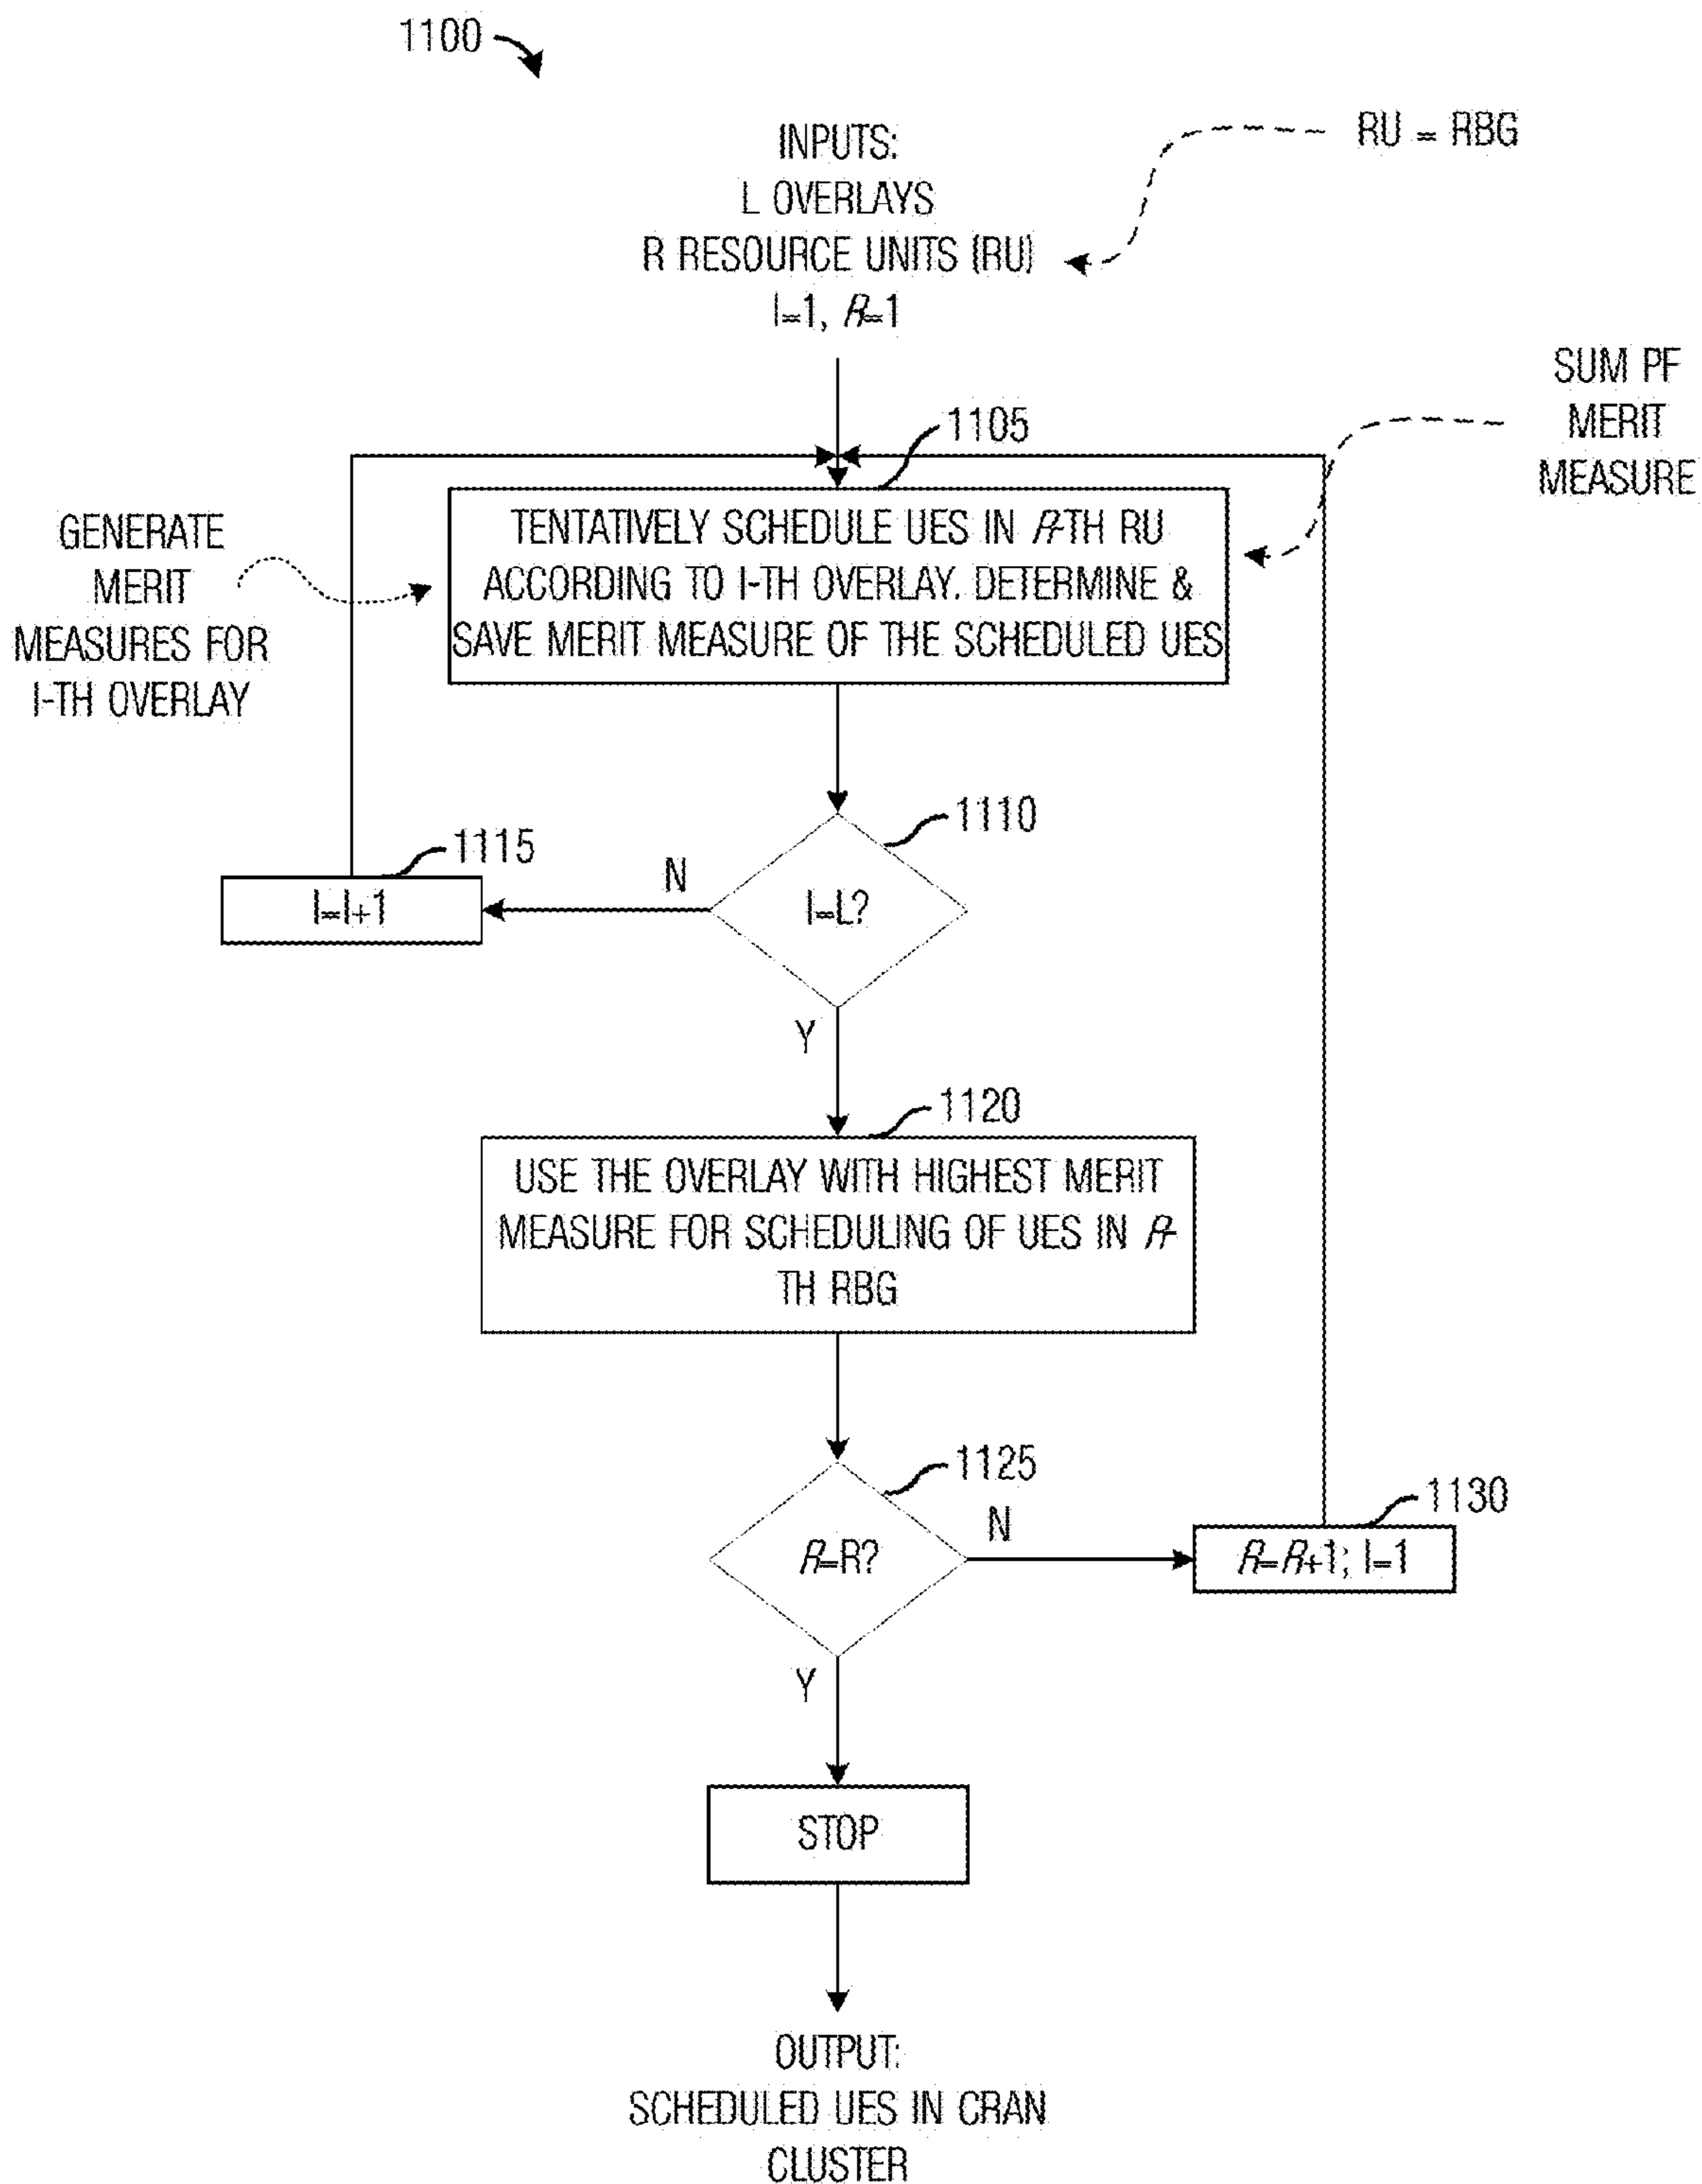 1100
INPUTS:
L OVERLAYS
R RESOURCE UNITS (RU)
I=1, R=1
RU = RBG
SUM PF
MERIT
MEASURE
1105
GENERATE
MERIT
MEASURES FOR
I-TH OVERLAY
TENTATIVELY SCHEDULE UES IN R-TH RU
ACCORDING TO I-TH OVERLAY. DETERMINE &
SAVE MERIT MEASURE OF THE SCHEDULED UES
1110
I=L?
N
1115
I=I+1
Y
1120
USE THE OVERLAY WITH HIGHEST MERIT
MEASURE FOR SCHEDULING OF UES IN R-
TH RBG
1125
R=R?
N
1130
R=R+1; I=1
Y
STOP
OUTPUT:
SCHEDULED UES IN CRAN
CLUSTER